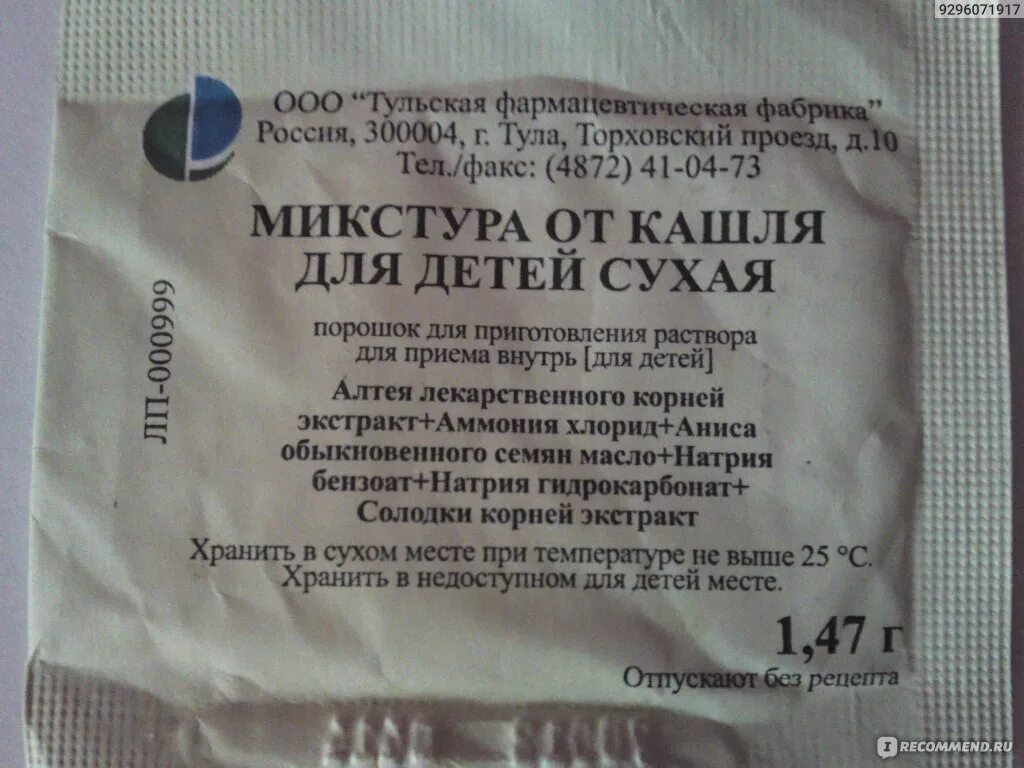 9296071917
ООО “Тульская фармацевтическая фабрика”
Россия, 300004, г. Тула, Торховский проезд, д.10
Тел./факс: (4872) 41-04-73
МИКСТУРА ОТ КАШЛЯ
ДЛЯ ДЕТЕЙ СУХАЯ
ЛП-000999
порошок для приготовления раствора
для приема внутрь [для детей]
Алтея лекарственного корней
экстракт+Аммония хлорид+Аниса
обыкновенного семян масло+Натрия
бензоат+Натрия гидрокарбонат+
Солодки корней экстракт
Хранить в сухом месте при температуре не выше 25 °С.
Хранить в недоступном для детей месте.
1,47 г
Отпускают без рецепта
IRECOMMEND.RU